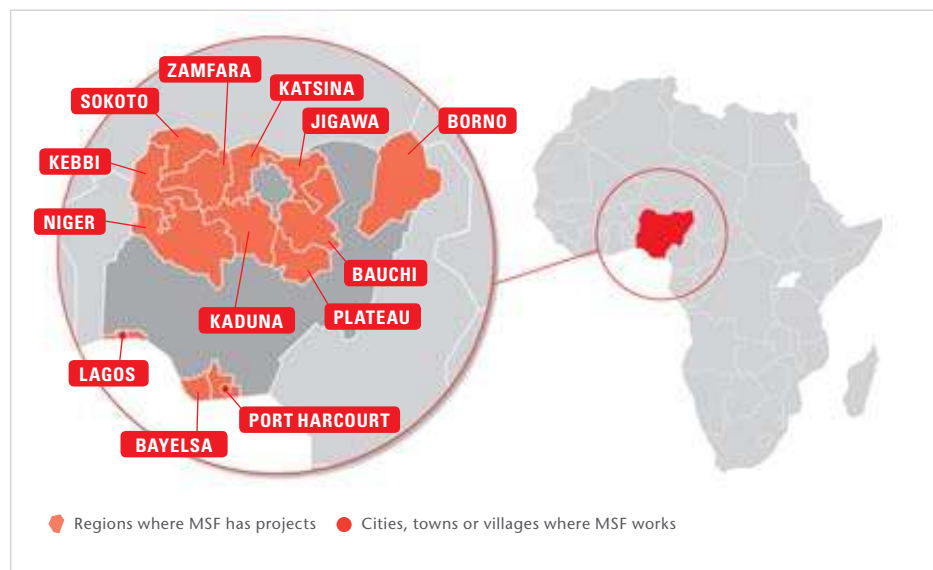 ZAMFARA
KATSINA
SOKOTO
JIGAWA
BORNO
KEBBI
NIGER
BAUCHI
PLATEAU
KADUNA
LAGOS
PORT HARCOURT
BAYELSA
Regions where MSF has projects
Cities, towns or villages where MSF works